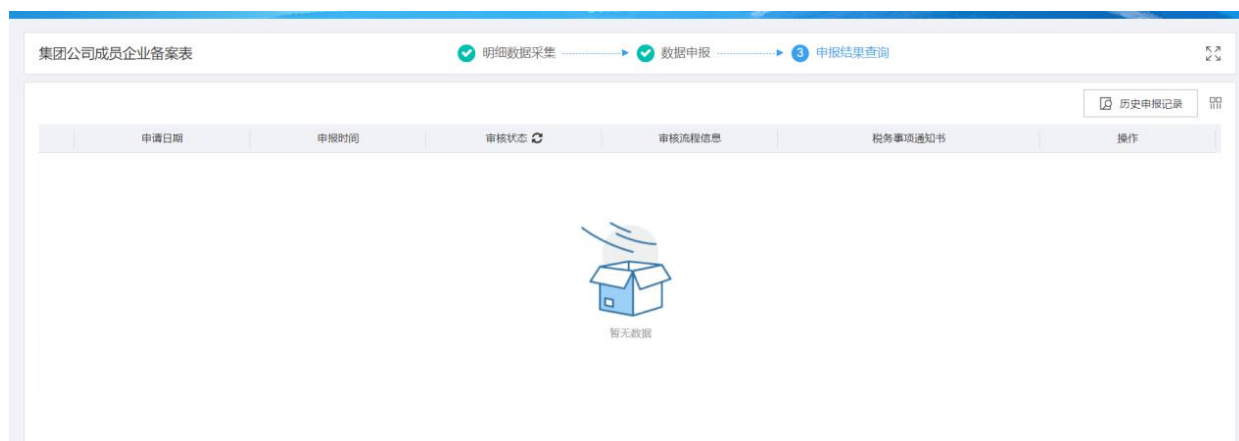 集团公司成员企业备案表
明细数据采集
数据申报
3 申报结果查询
历史申报记录
申请日期 申报时间 审核状态 审核流程信息 税务事项通知书 操作
暂无数据